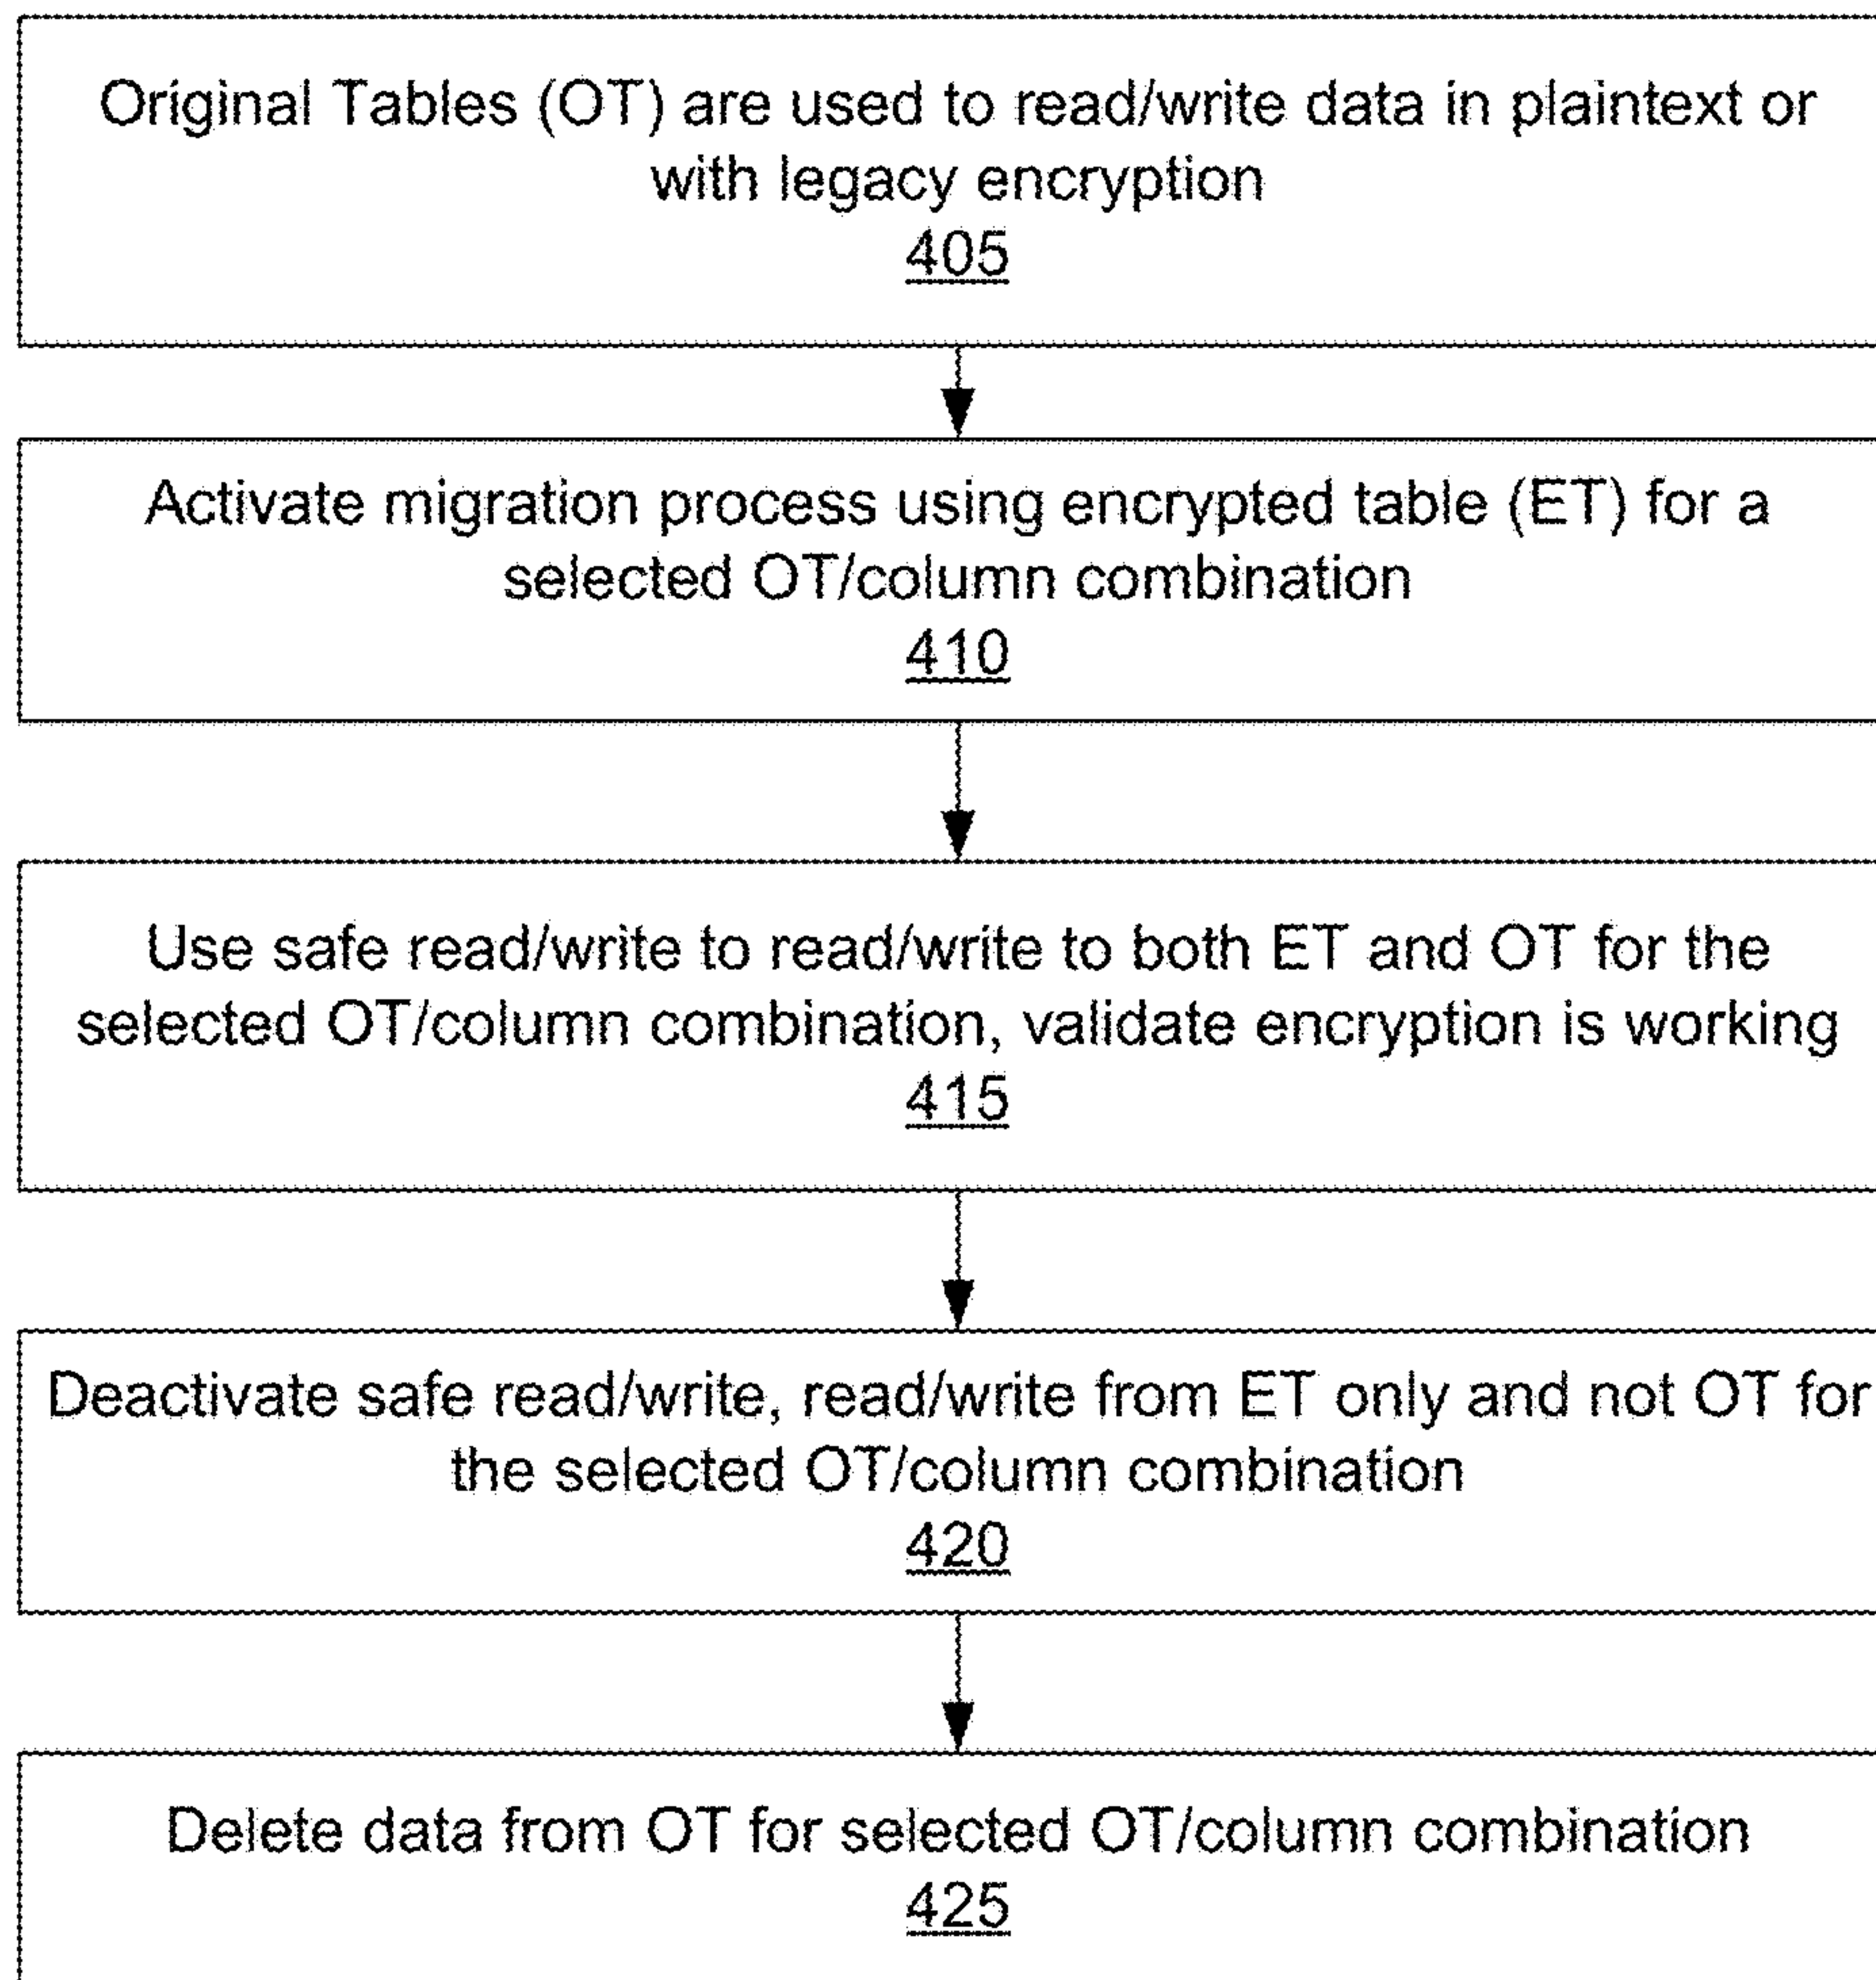 Original Tables (OT) are used to read/write data in plaintext or
with legacy encryption
405
Activate migration process using encrypted table (ET) for a
selected OT/column combination
410
Use safe read/write to read/write to both ET and OT for the
selected OT/column combination, validate encryption is working
415
Deactivate safe read/write, read/write from ET only and not OT for
the selected OT/column combination
420
Delete data from OT for selected OT/column combination
425